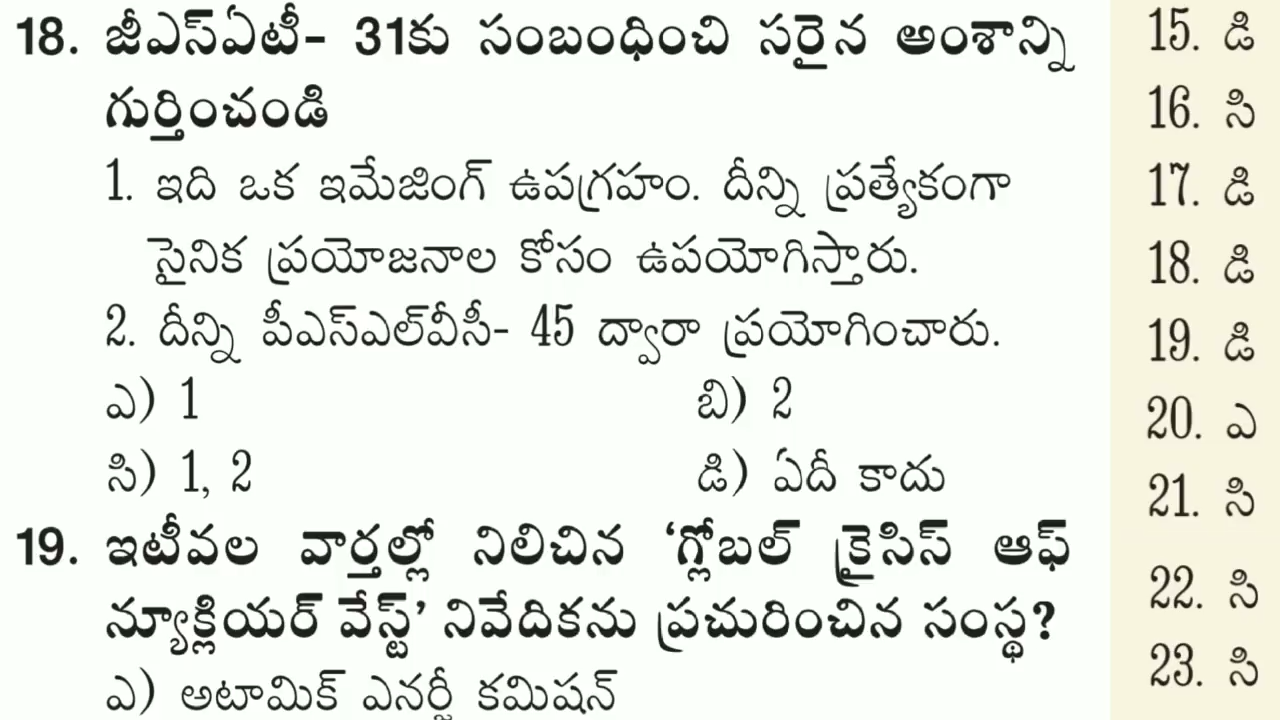 18. జీఎస్ఏటీ- 31కు సంబంధించి సరైన అంశాన్ని
గుర్తించండి
1. ఇది ఒక ఇమేజింగ్ ఉపగ్రహం. దీన్ని ప్రత్యేకంగా
సైనిక ప్రయోజనాల కోసం ఉపయోగిస్తారు.
2. దీన్ని పీఎస్ఎల్‌వీసీ- 45 ద్వారా ప్రయోగించారు.
ఎ) 1 బి) 2
సి) 1, 2 డి) ఏదీ కాదు
19. ఇటీవల వార్తల్లో నిలిచిన ‘గ్లోబల్ క్రైసిస్ ఆఫ్
న్యూక్లియర్ వేస్ట్’ నివేదికను ప్రచురించిన సంస్థ?
ఎ) అటామిక్ ఎనర్జీ కమిషన్
15. డి
16. సి
17. డి
18. డి
19. డి
20. ఎ
21. సి
22. సి
23. సి